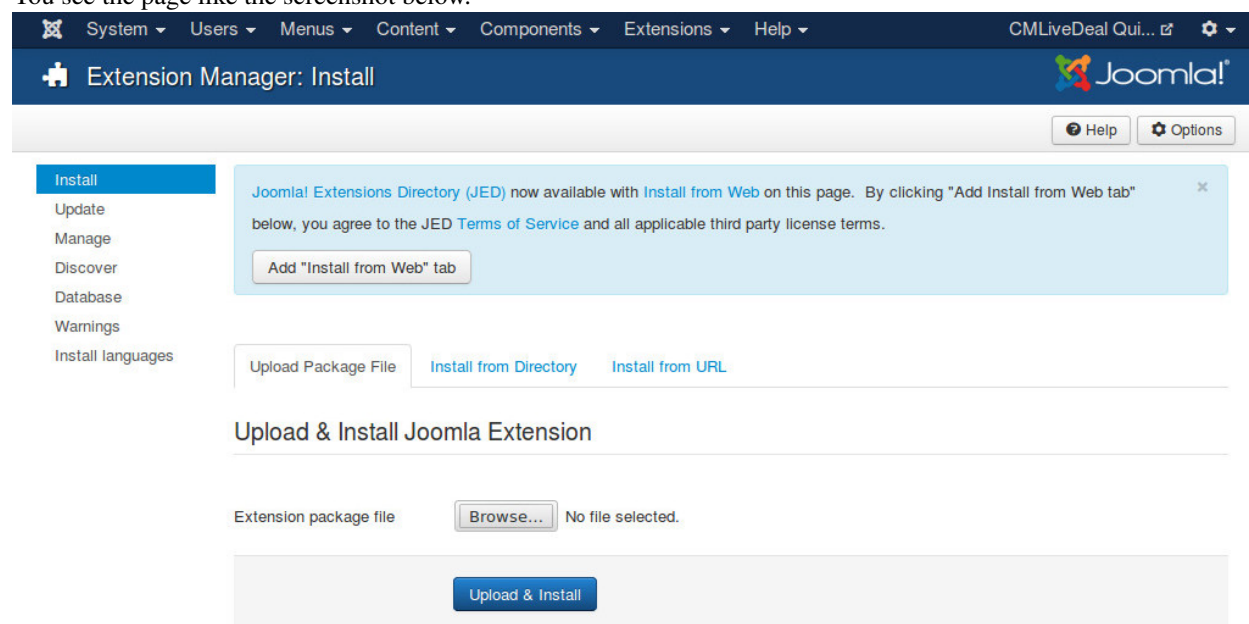 You see the page like the screenshot below.
System Users Menus Content Components Extensions Help CMLiveDeal Qui...
Extension Manager: Install Joomla!®
Help Options
Install
Update
Manage
Discover
Database
Warnings
Install languages
Joomla! Extensions Directory (JED) now available with Install from Web on this page. By clicking "Add Install from Web tab" ×
below, you agree to the JED Terms of Service and all applicable third party license terms.
Add "Install from Web" tab
Upload Package File Install from Directory Install from URL
Upload & Install Joomla Extension
Extension package file Browse... No file selected.
Upload & Install